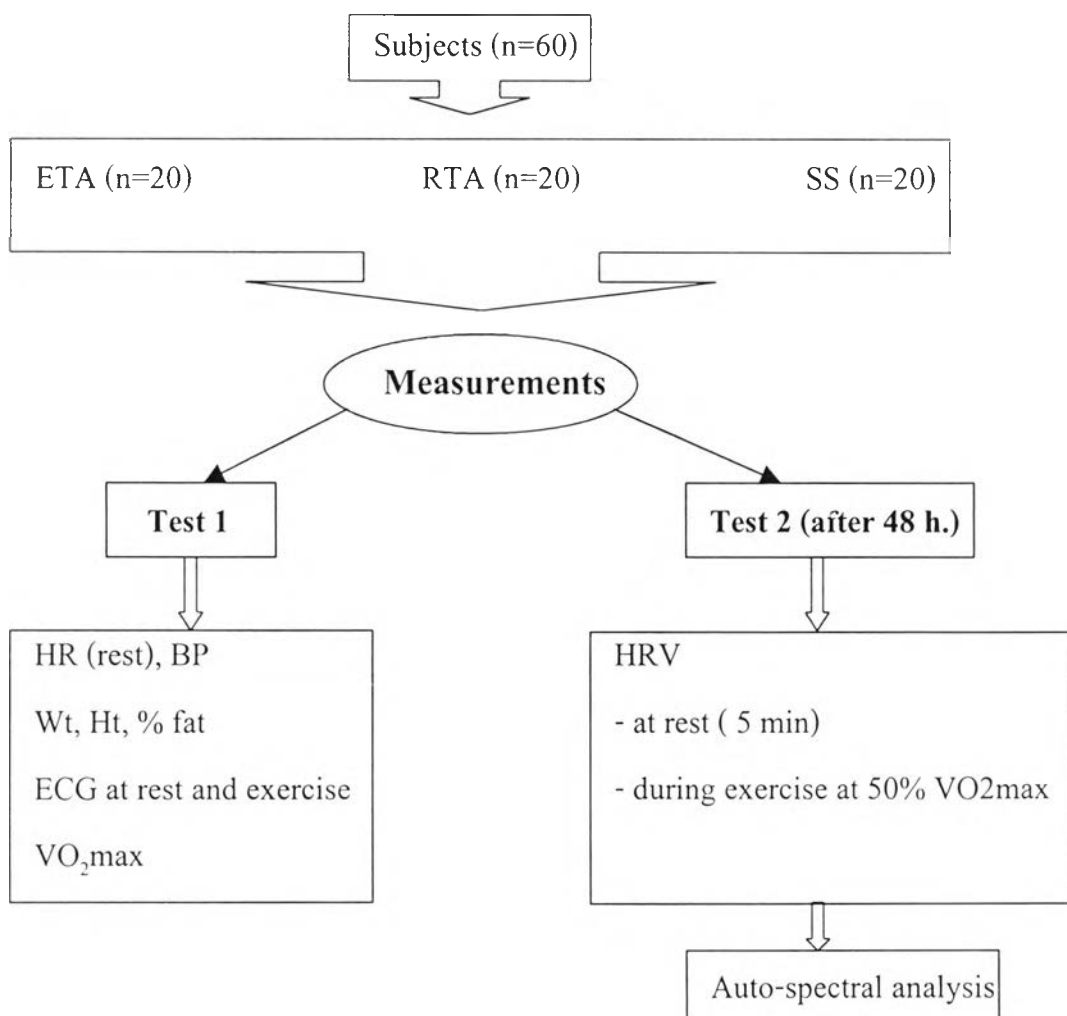 Subjects (n=60)
ETA (n=20) RTA (n=20) SS (n=20)
Measurements
Test 1
Test 2 (after 48 h.)
HR (rest), BP
Wt, Ht, % fat
ECG at rest and exercise
VO₂max
HRV
- at rest ( 5 min)
- during exercise at 50% VO2max
Auto-spectral analysis